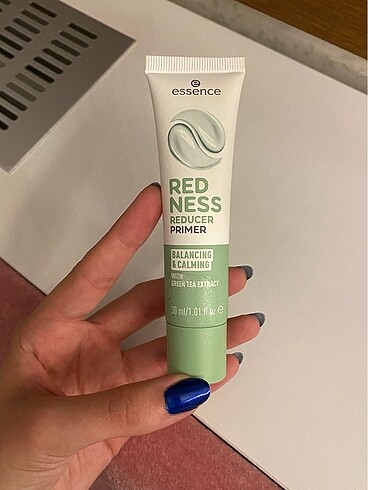 essence
RED
NESS
REDUCER
PRIMER
BALANCING
& CALMING
WITH
GREEN TEA EXTRACT
30 ml/1.01 fl oz. ℮